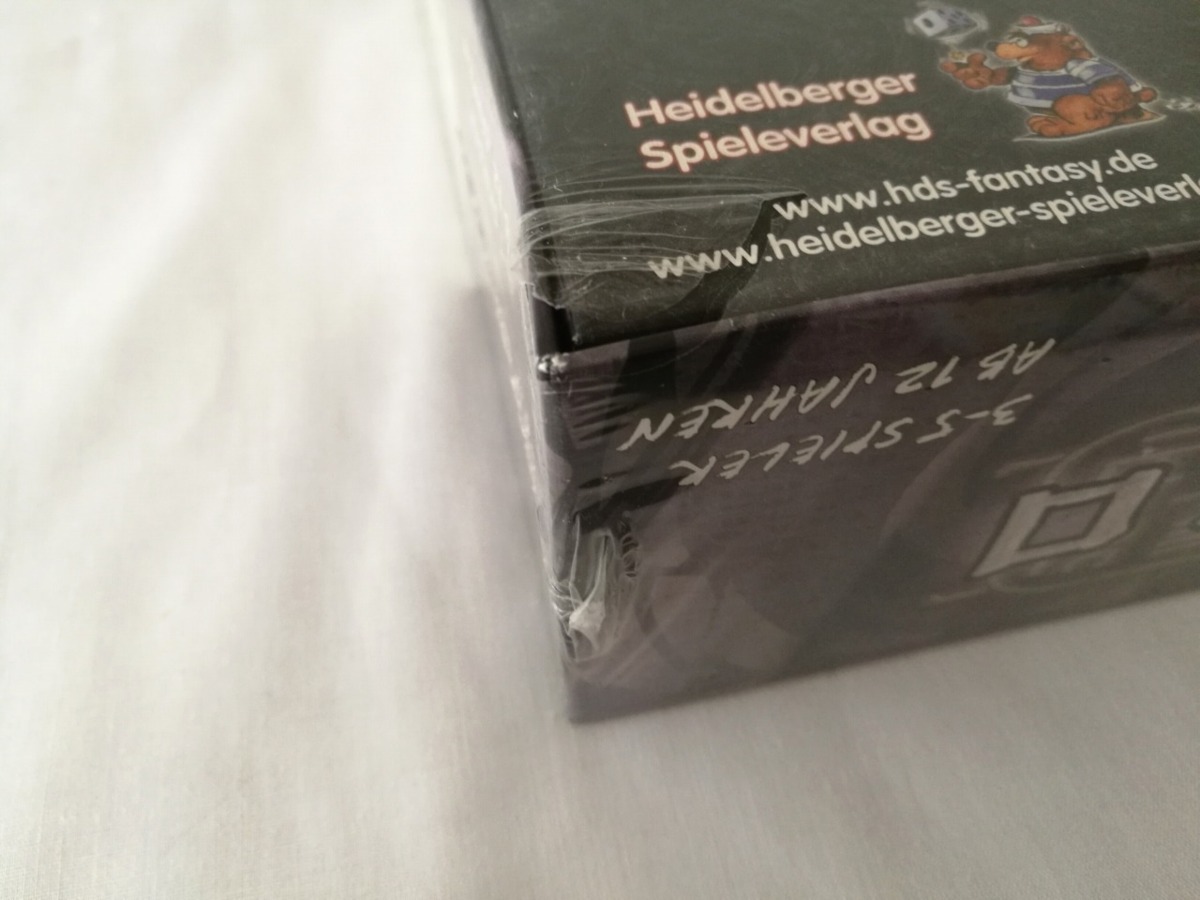 Heidelberger
Spieleverlag
www.hds-fantasy.de
www.heidelberger-spieleverl
3-5 SPIELER
AB 12 JAHREN